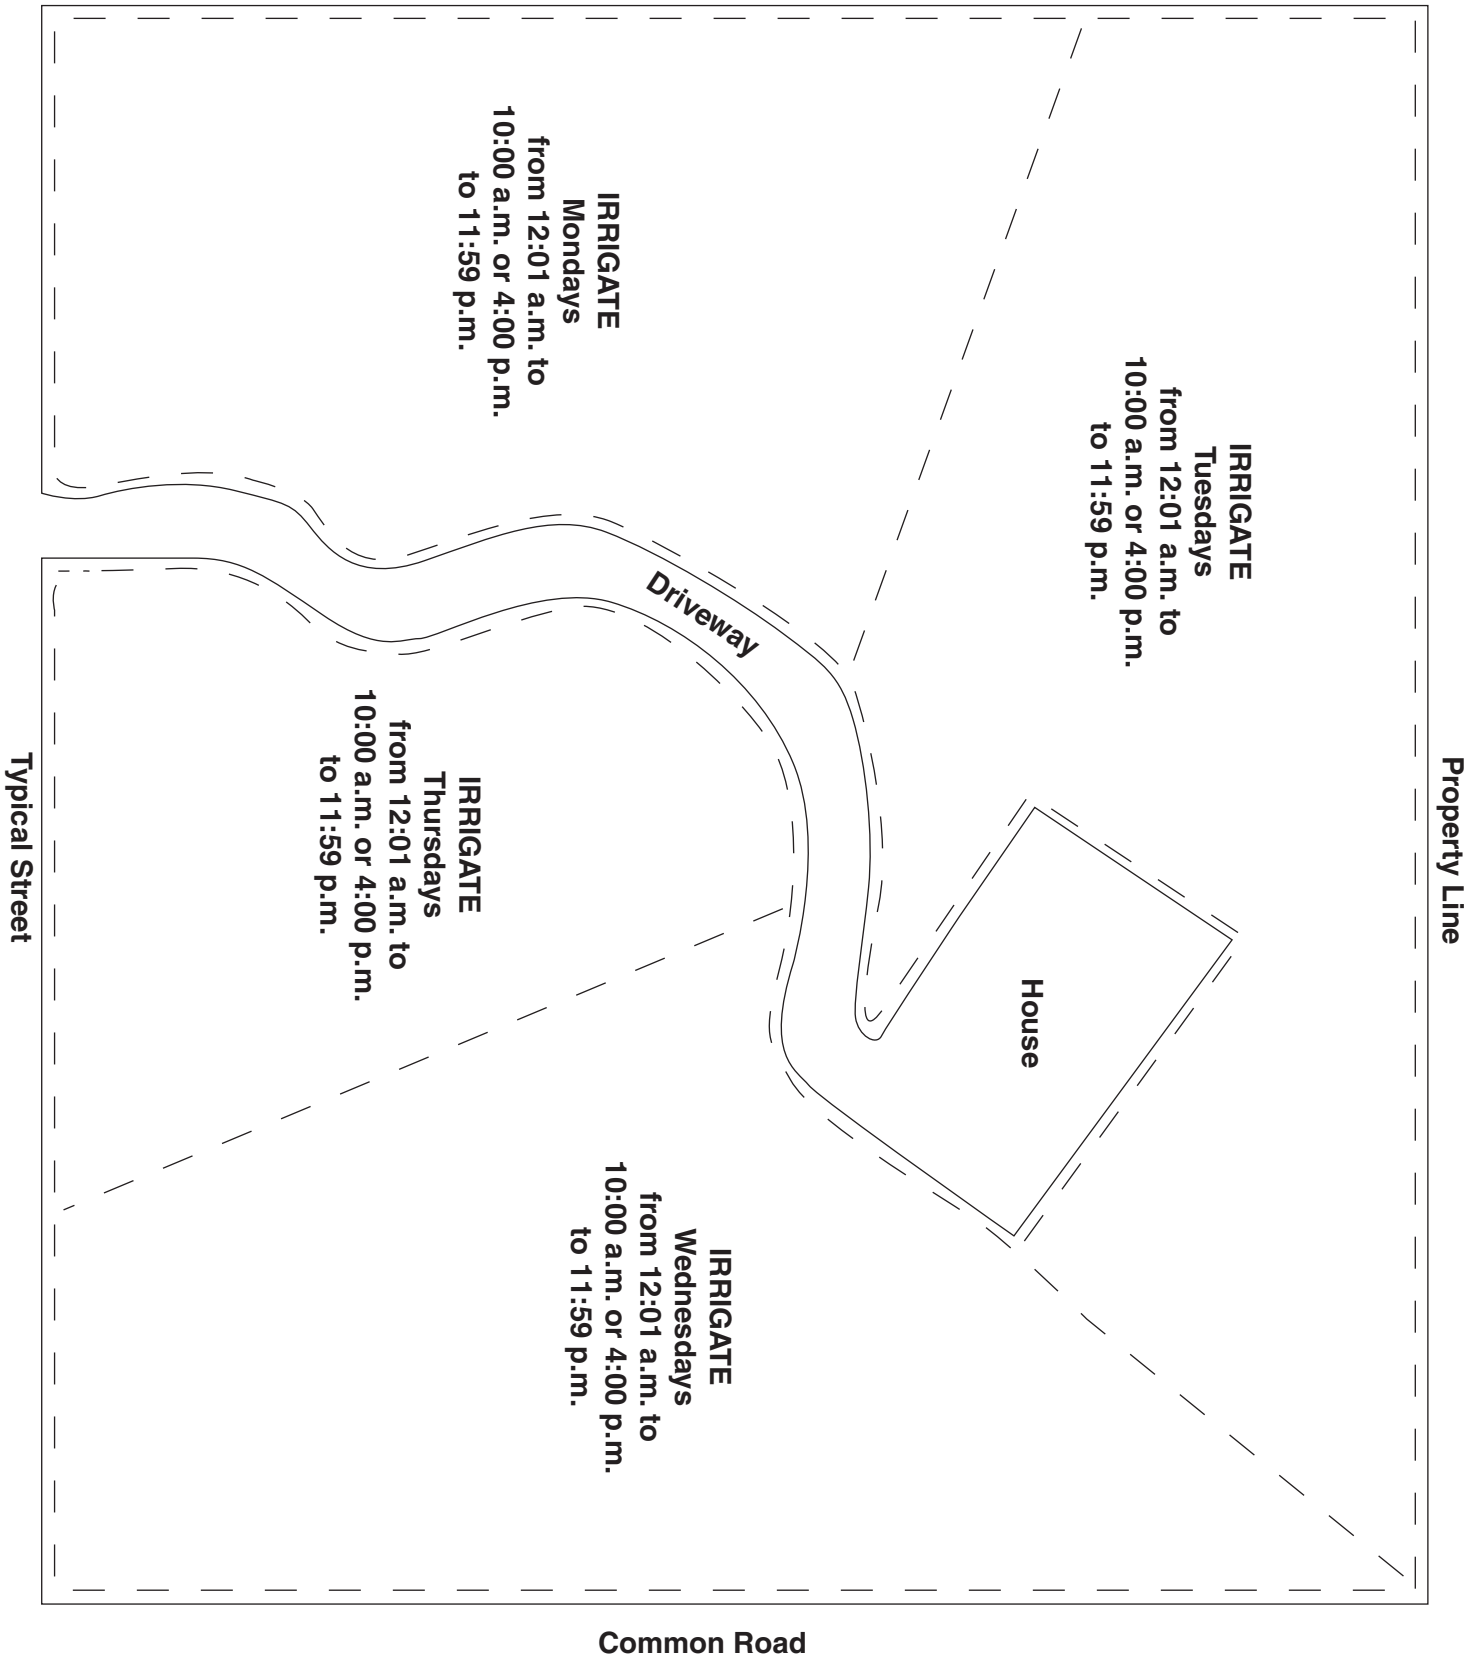 Property Line
IRRIGATE
Tuesdays
from 12:01 a.m. to
10:00 a.m. or 4:00 p.m.
to 11:59 p.m.
House
IRRIGATE
Mondays
from 12:01 a.m. to
10:00 a.m. or 4:00 p.m.
to 11:59 p.m.
Driveway
IRRIGATE
Wednesdays
from 12:01 a.m. to
10:00 a.m. or 4:00 p.m.
to 11:59 p.m.
IRRIGATE
Thursdays
from 12:01 a.m. to
10:00 a.m. or 4:00 p.m.
to 11:59 p.m.
Typical Street
Common Road